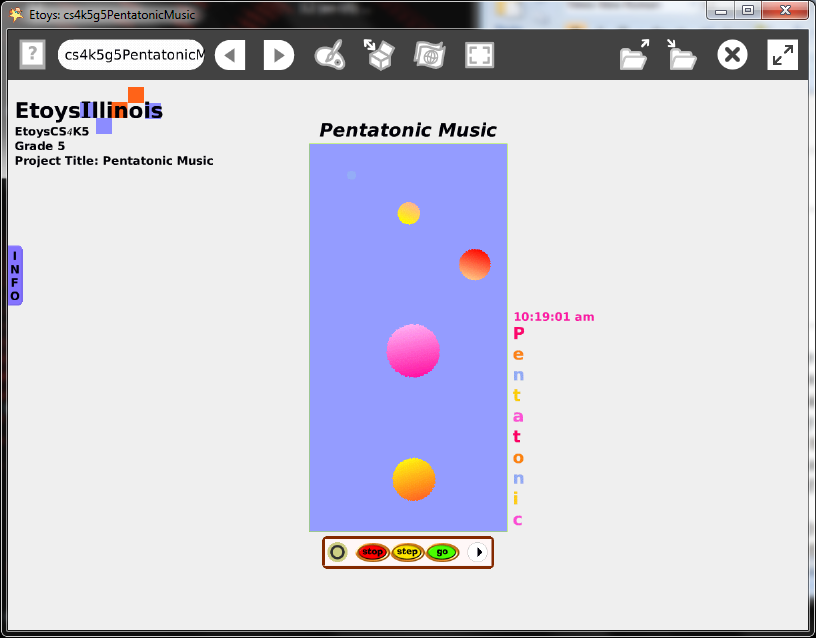 Etoys: cs4k5g5PentatonicMusic
?
cs4k5g5PentatonicM
EtoysIllinois
EtoysCS4K5
Grade 5
Project Title: Pentatonic Music
Pentatonic Music
I
N
F
O
10:19:01 am
P
e
n
t
a
t
o
n
i
c
stop step go